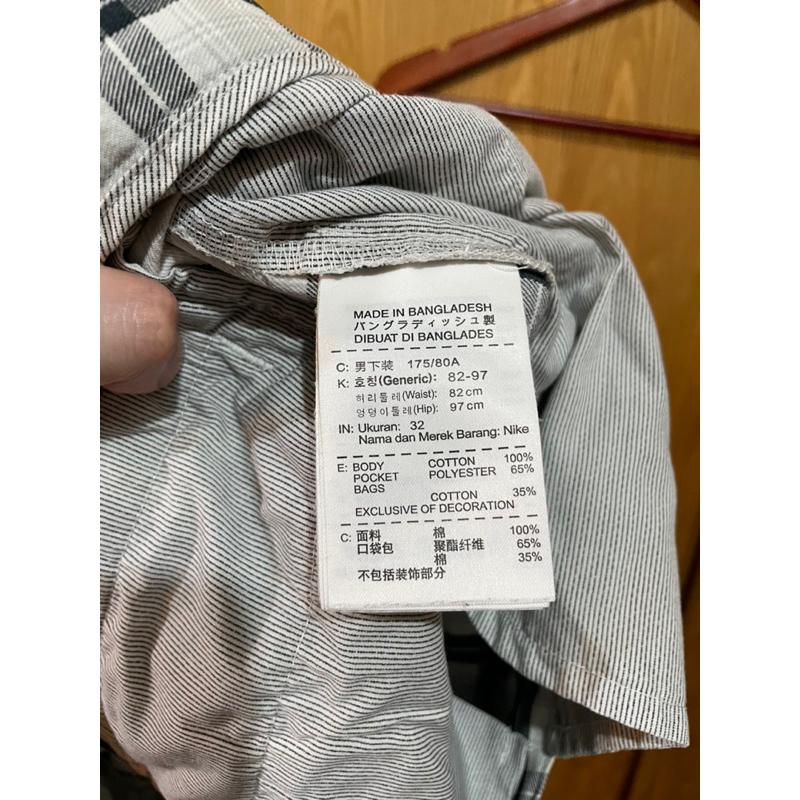 MADE IN BANGLADESH
バングラディッシュ製
DIBUAT DI BANGLADES
C: 男下装 175/80A
K: 호칭(Generic): 82-97
허리둘레(Waist): 82cm
엉덩이둘레(Hip): 97cm
IN: Ukuran: 32
Nama dan Merek Barang: Nike
E: BODY COTTON 100%
POCKET POLYESTER 65%
BAGS
COTTON 35%
EXCLUSIVE OF DECORATION
C: 面料 棉 100%
口袋包 聚酯纤维 65%
棉 35%
不包括装饰部分